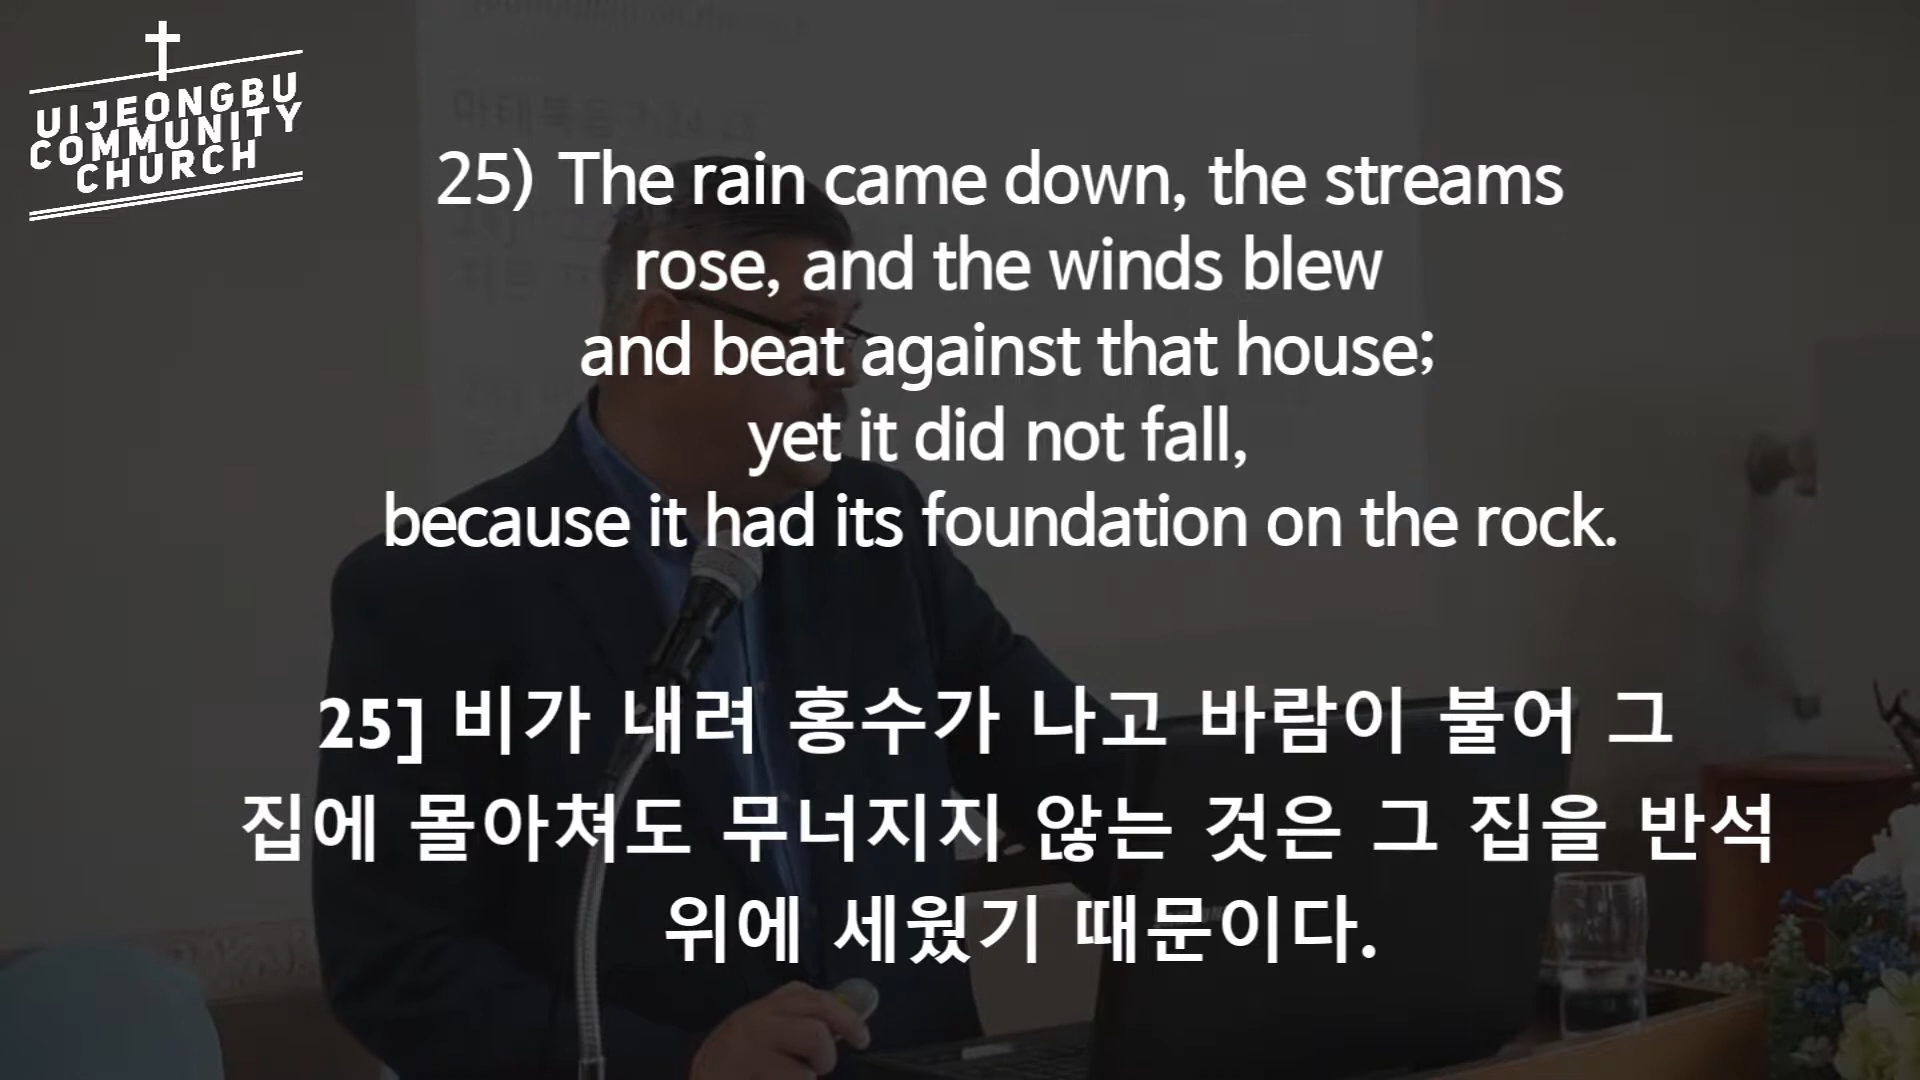 UIJEONGBU
COMMUNITY
CHURCH
25) The rain came down, the streams
rose, and the winds blew
and beat against that house;
yet it did not fall,
because it had its foundation on the rock.
25] 비가 내려 홍수가 나고 바람이 불어 그
집에 몰아쳐도 무너지지 않는 것은 그 집을 반석
위에 세웠기 때문이다.